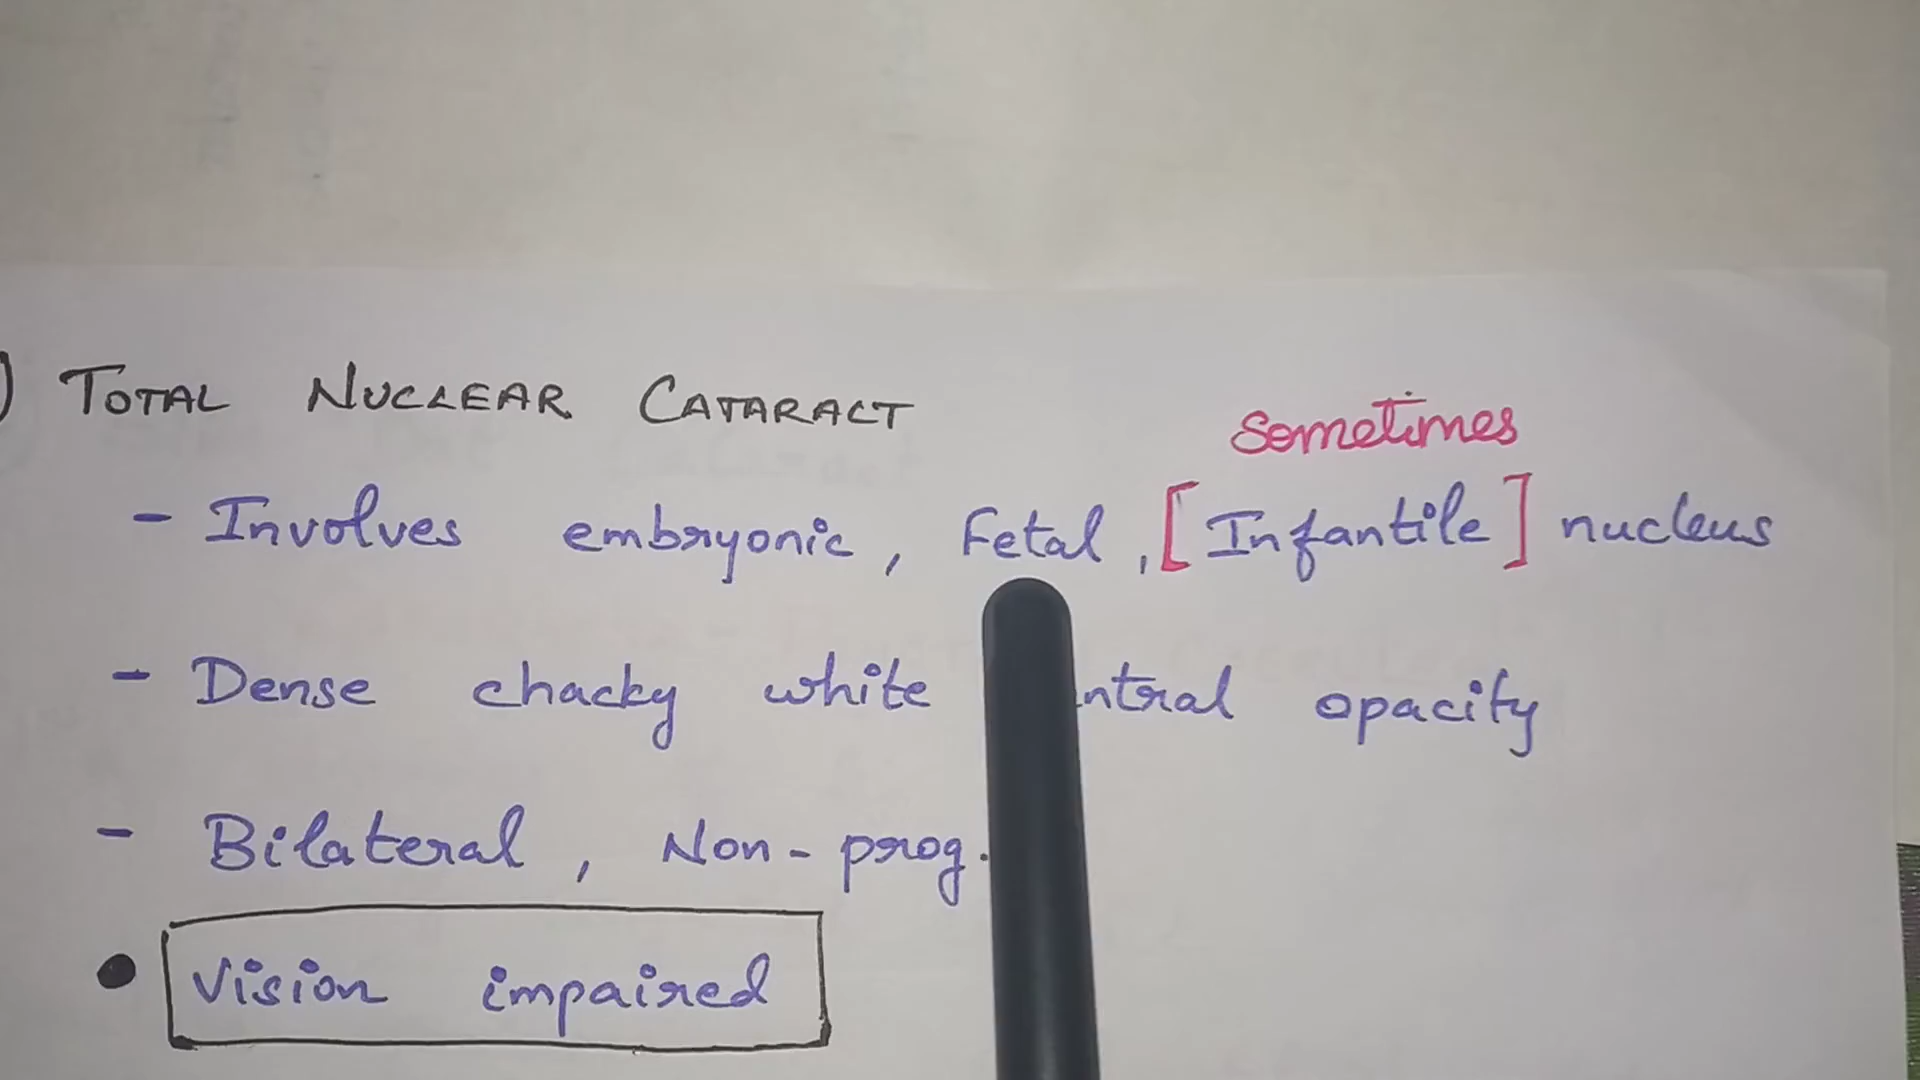 ) TOTAL NUCLEAR CATARACT
Sometimes
- Involves embryonic, Fetal, [Infantile] nucleus
- Dense chacky white ntral opacity
- Bilateral, Non-prog.
• Vision impaired